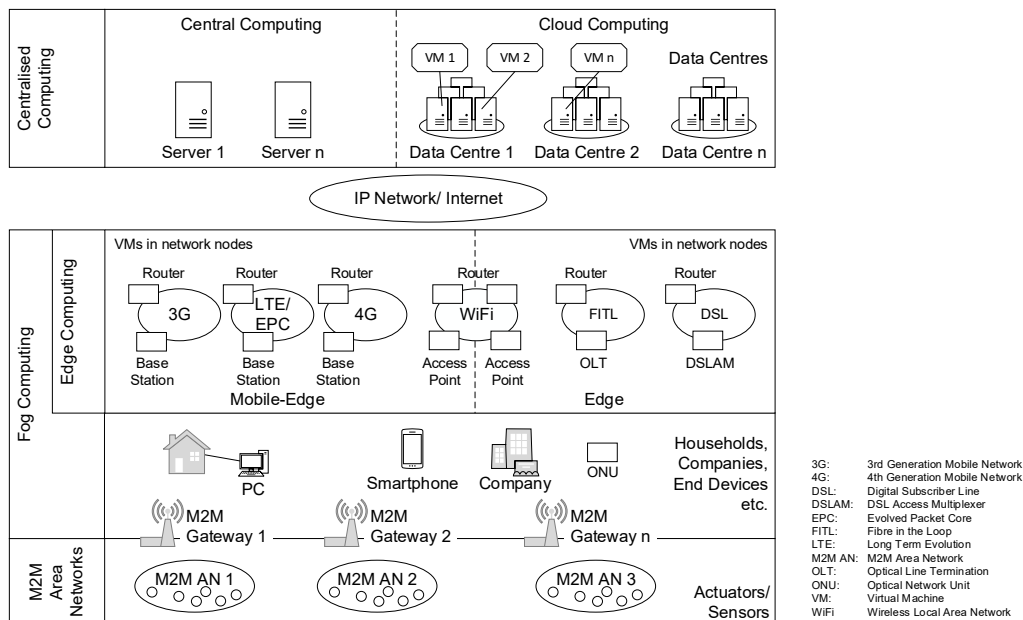 Centralised
Computing
Central Computing
Cloud Computing
VM 1
VM 2
VM n
Data Centres
Server 1
Server n
Data Centre 1
Data Centre 2
Data Centre n
IP Network/ Internet
Fog Computing
Edge Computing
VMs in network nodes
VMs in network nodes
Router
Router
Router
Router
Router
Router
3G
LTE/
EPC
4G
WiFi
FITL
DSL
Base
Station
Base
Station
Base
Station
Access
Point
Access
Point
OLT
DSLAM
Mobile-Edge
Edge
PC
Smartphone
Company
ONU
Households,
Companies,
End Devices
etc.
M2M
Gateway 1
M2M
Gateway 2
M2M
Gateway n
M2M
Area
Networks
M2M AN 1
M2M AN 2
M2M AN 3
Actuators/
Sensors
3G: 3rd Generation Mobile Network
4G: 4th Generation Mobile Network
DSL: Digital Subscriber Line
DSLAM: DSL Access Multiplexer
EPC: Evolved Packet Core
FITL: Fibre in the Loop
LTE: Long Term Evolution
M2M AN: M2M Area Network
OLT: Optical Line Termination
ONU: Optical Network Unit
VM: Virtual Machine
WiFi Wireless Local Area Network